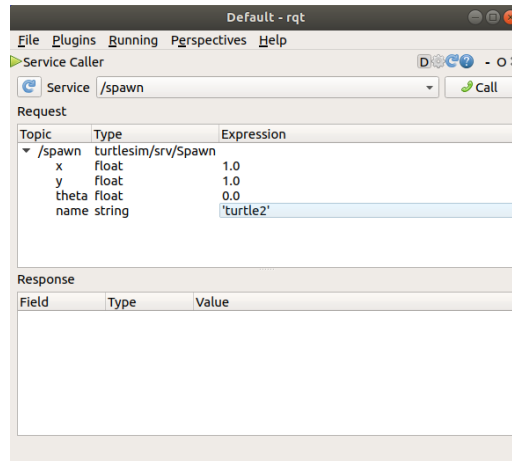 Default - rqt
File Plugins Running Perspectives Help
Service Caller D - O
Service /spawn Call
Request
Topic Type Expression
/spawn turtlesim/srv/Spawn
x float 1.0
y float 1.0
theta float 0.0
name string 'turtle2'
Response
Field Type Value